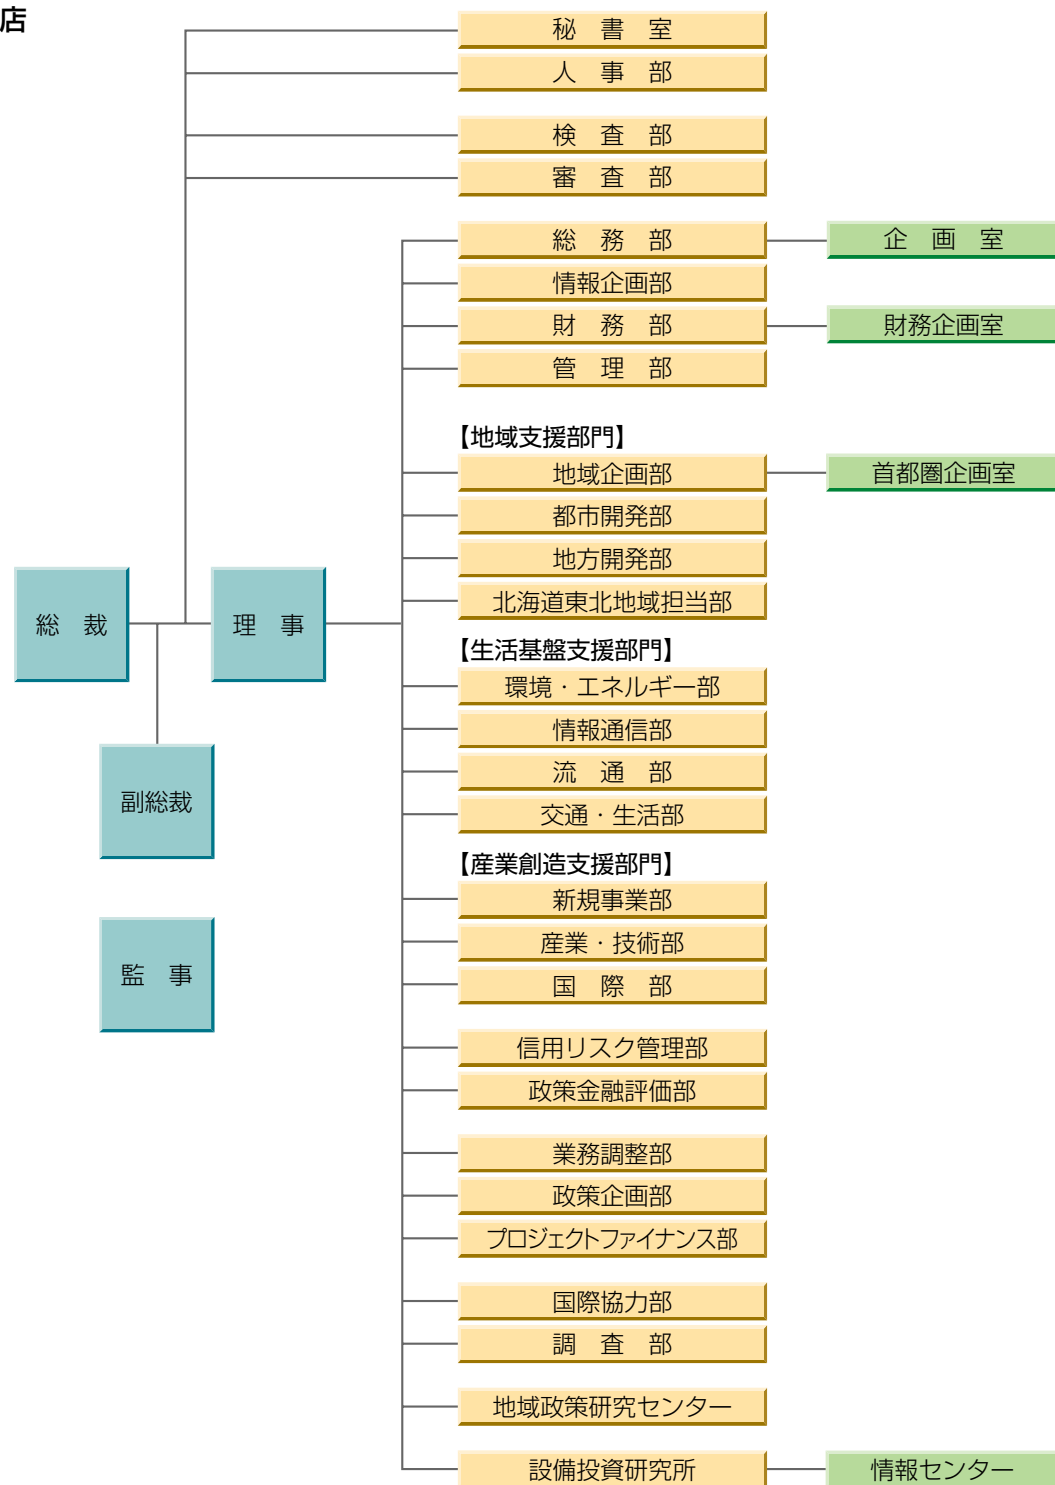 店
秘書室
人事部
検査部
審査部
総務部
企画室
情報企画部
財務部
財務企画室
管理部
【地域支援部門】
地域企画部
首都圏企画室
都市開発部
地方開発部
北海道東北地域担当部
総裁
理事
【生活基盤支援部門】
環境・エネルギー部
情報通信部
流通部
副総裁
交通・生活部
【産業創造支援部門】
新規事業部
産業・技術部
監事
国際部
信用リスク管理部
政策金融評価部
業務調整部
政策企画部
プロジェクトファイナンス部
国際協力部
調査部
地域政策研究センター
設備投資研究所
情報センター